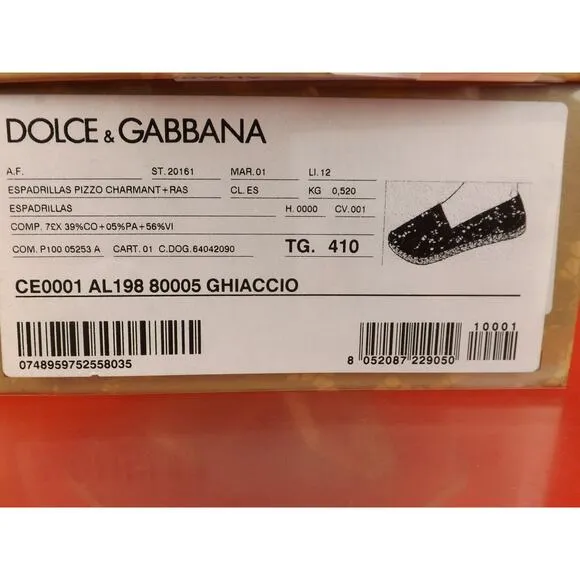 DOLCE & GABBANA
A.F. ST. 20161 MAR. 01 LI. 12
ESPADRILLAS PIZZO CHARMANT+RAS CL. ES KG 0,520
ESPADRILLAS H. 0000 CV. 001
COMP. 7£X 39%CO+05%PA+56%VI
COM. P100 05253 A CART. 01 C.DOG. 64042090 TG. 410
CE0001 AL198 80005 GHIACCIO
10001
0748959752558035
8 052087 229050